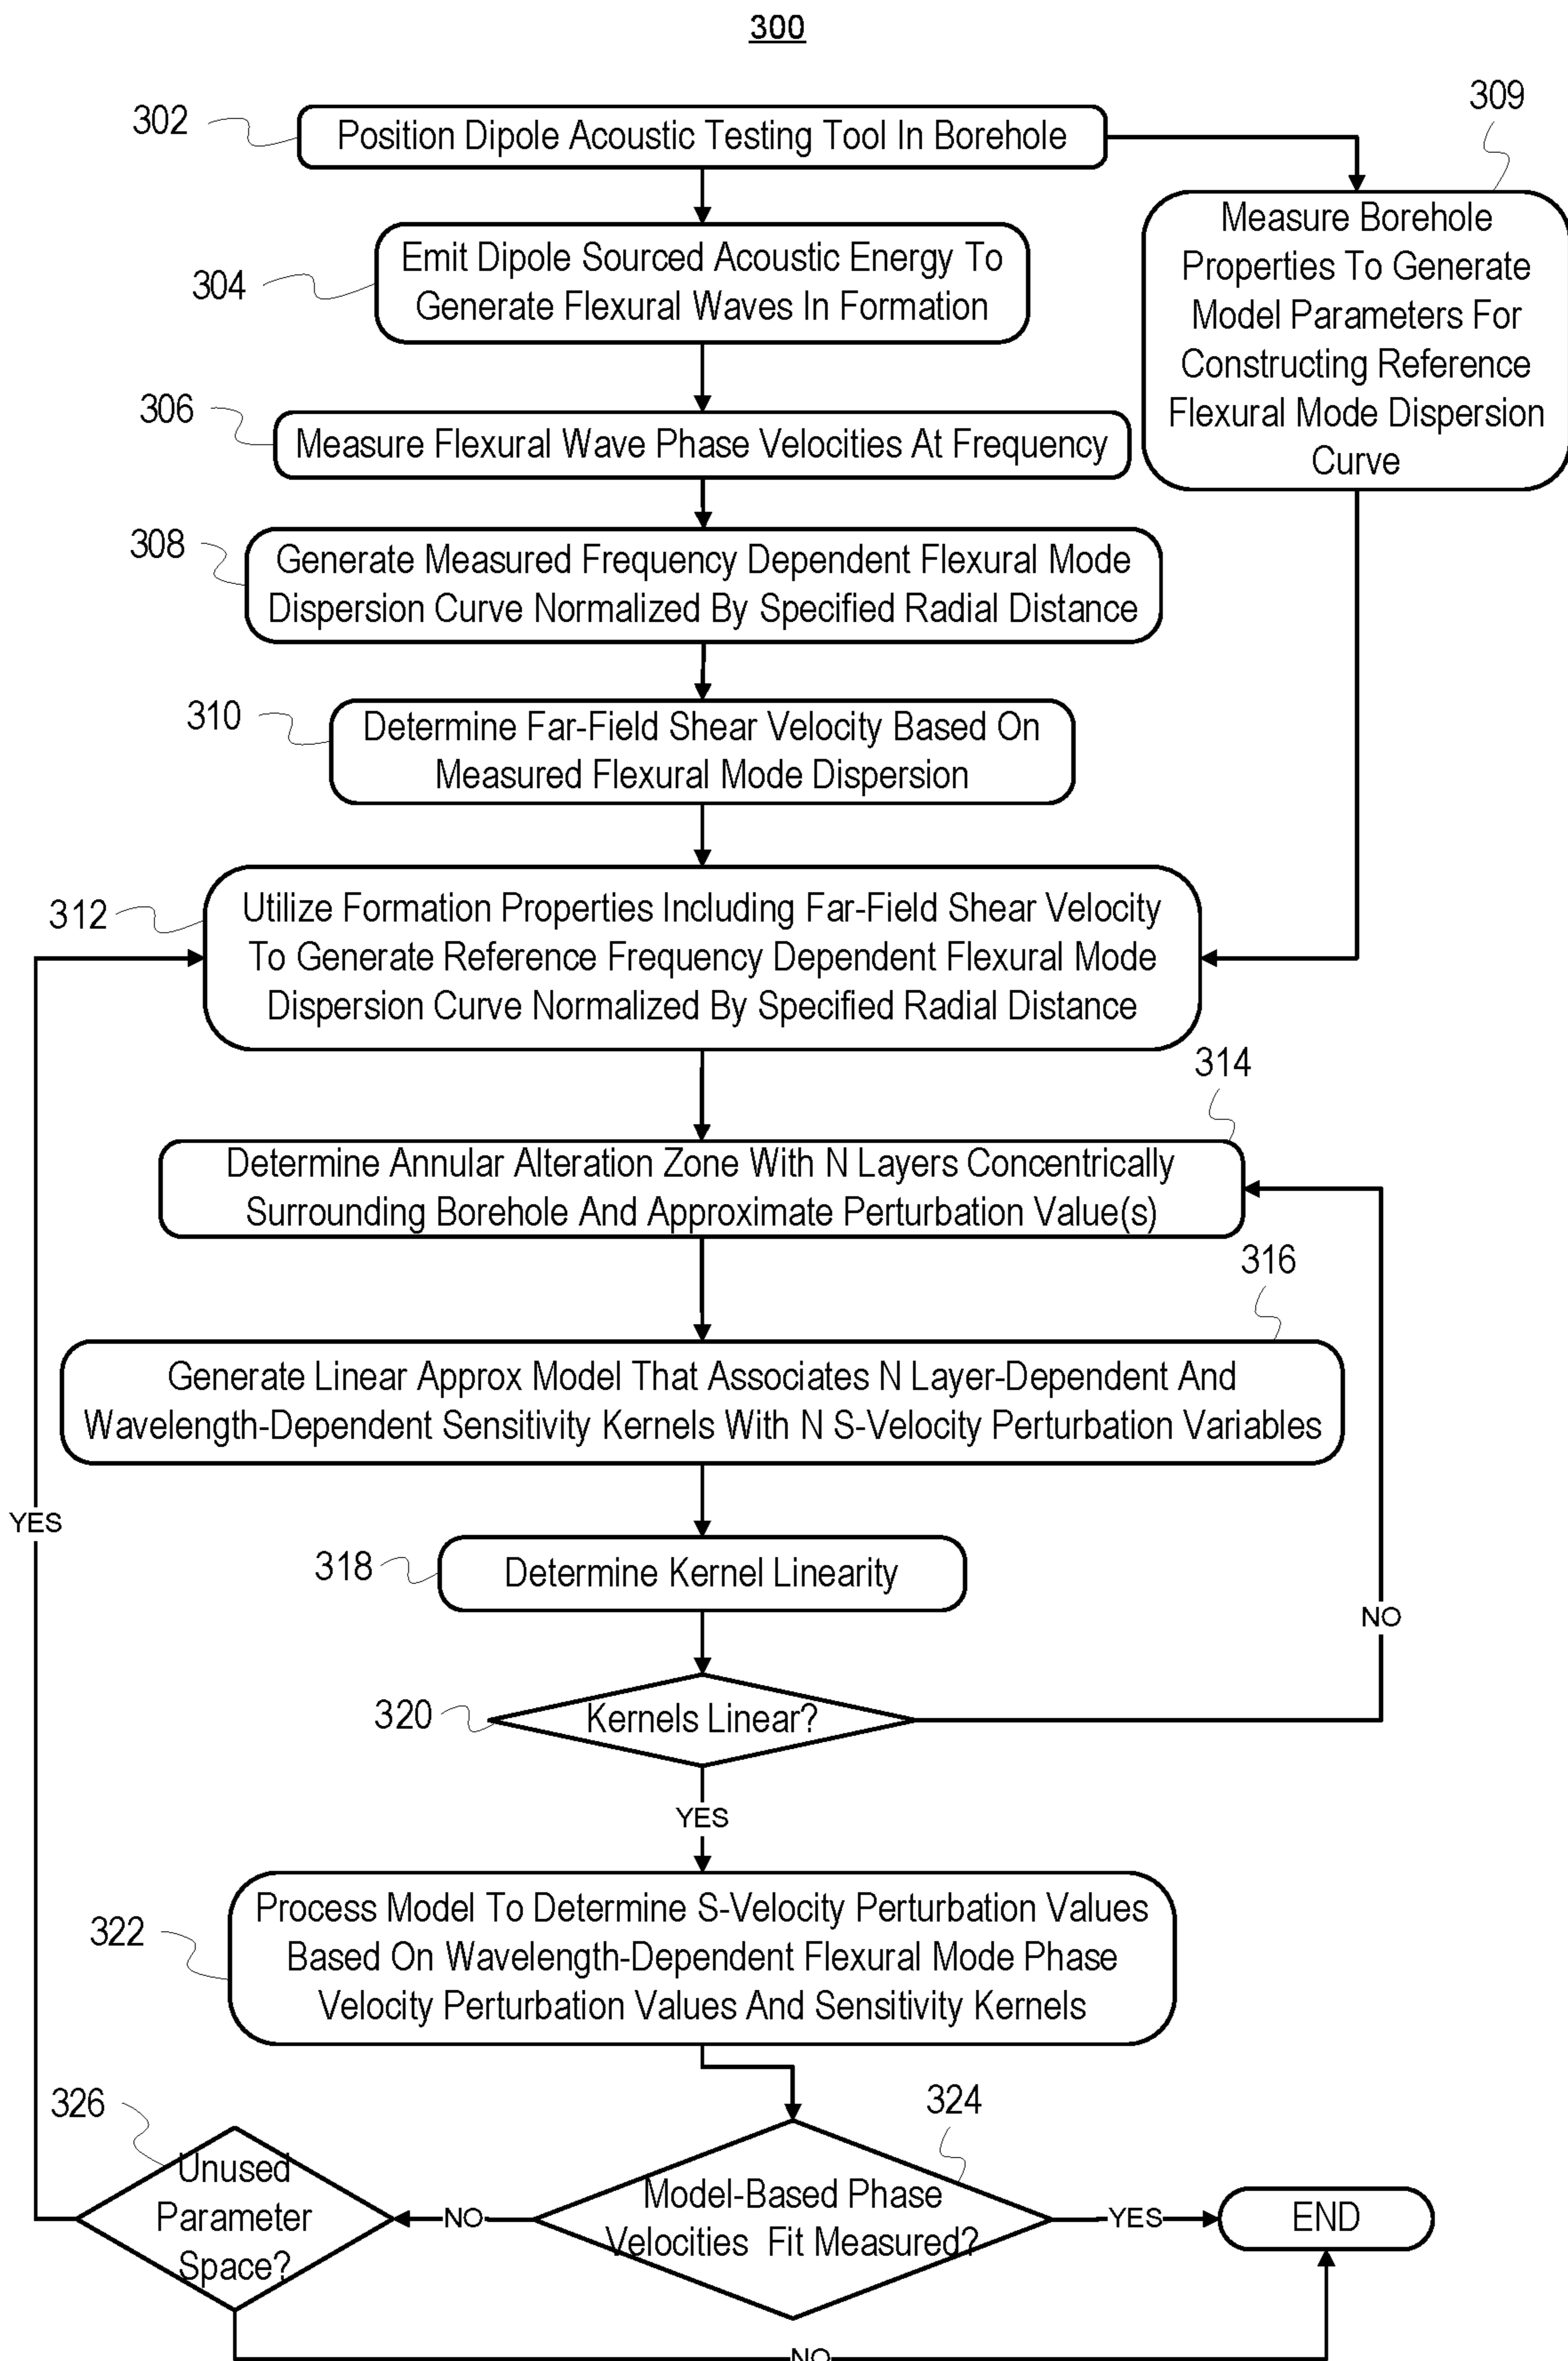 300
302
Position Dipole Acoustic Testing Tool In Borehole
309
Measure Borehole
Properties To Generate
Model Parameters For
Constructing Reference
Flexural Mode Dispersion
Curve
304
Emit Dipole Sourced Acoustic Energy To
Generate Flexural Waves In Formation
306
Measure Flexural Wave Phase Velocities At Frequency
308
Generate Measured Frequency Dependent Flexural Mode
Dispersion Curve Normalized By Specified Radial Distance
310
Determine Far-Field Shear Velocity Based On
Measured Flexural Mode Dispersion
312
Utilize Formation Properties Including Far-Field Shear Velocity
To Generate Reference Frequency Dependent Flexural Mode
Dispersion Curve Normalized By Specified Radial Distance
314
Determine Annular Alteration Zone With N Layers Concentrically
Surrounding Borehole And Approximate Perturbation Value(s)
316
Generate Linear Approx Model That Associates N Layer-Dependent And
Wavelength-Dependent Sensitivity Kernels With N S-Velocity Perturbation Variables
YES
318
Determine Kernel Linearity
NO
320
Kernels Linear?
YES
322
Process Model To Determine S-Velocity Perturbation Values
Based On Wavelength-Dependent Flexural Mode Phase
Velocity Perturbation Values And Sensitivity Kernels
326
Unused
Parameter
Space?
NO
324
Model-Based Phase
Velocities Fit Measured?
YES
END
NO